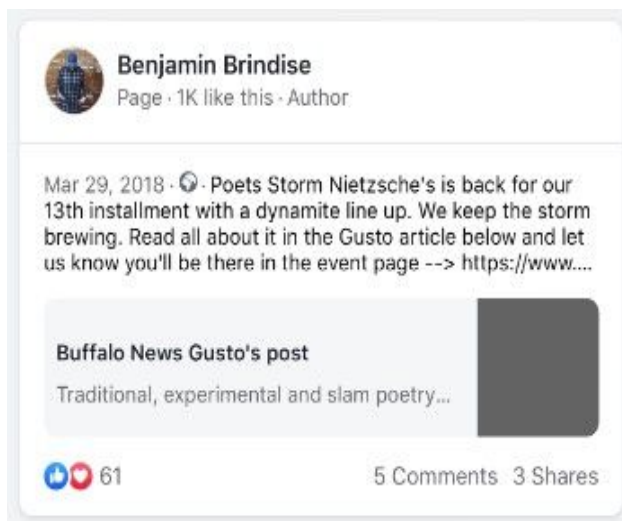 Benjamin Brindise
Page · 1K like this · Author
Mar 29, 2018 · · Poets Storm Nietzsche's is back for our
13th installment with a dynamite line up. We keep the storm
brewing. Read all about it in the Gusto article below and let
us know you'll be there in the event page --> https://www....
Buffalo News Gusto's post
Traditional, experimental and slam poetry...
61
5 Comments 3 Shares